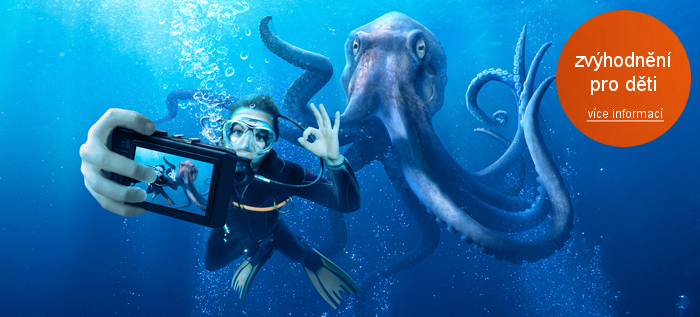 zvýhodnění
pro děti
více informací